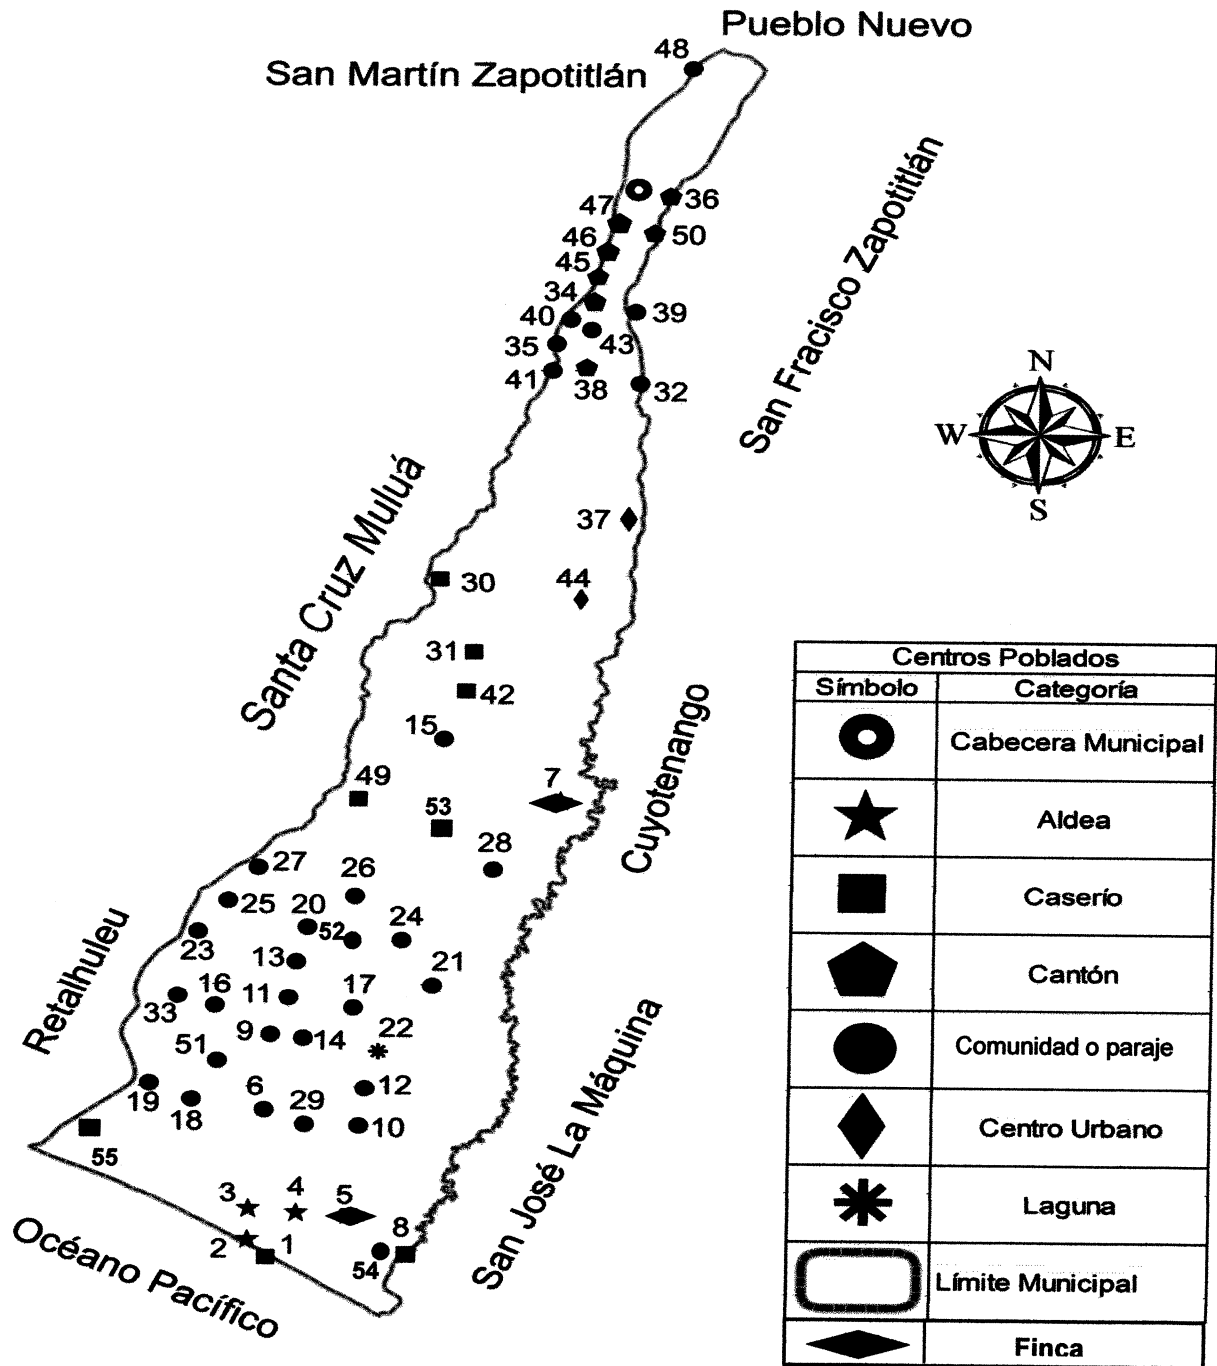 Pueblo Nuevo
48
San Martín Zapotitlán
San Fracisco Zapotitlán
47
36
46
50
45
34
39
40
43
35
41
38
32
N
W
E
S
Santa Cruz Muluá
37
30
44
31
42
15
Cuyotenango
49
7
53
28
27
26
25
20
24
52
23
13
21
Retalhuleu
16
11
17
33
9
14
22
51
San José La Máquina
12
19
18
6
29
10
55
3
4
5
8
2
1
54
Océano Pacífico
Centros Poblados
Símbolo
Categoría
Cabecera Municipal
Aldea
Caserío
Cantón
Comunidad o paraje
Centro Urbano
Laguna
Límite Municipal
Finca